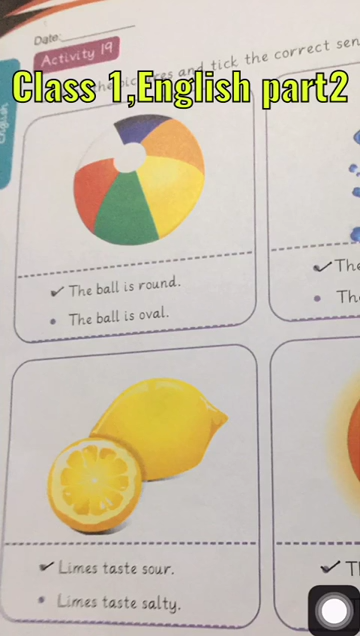 Date:
Activity 19
tick the correct sen
Class 1,English part2
English
The ball is round.
The ball is oval.
The
Th
Limes taste sour.
Limes taste salty.
T